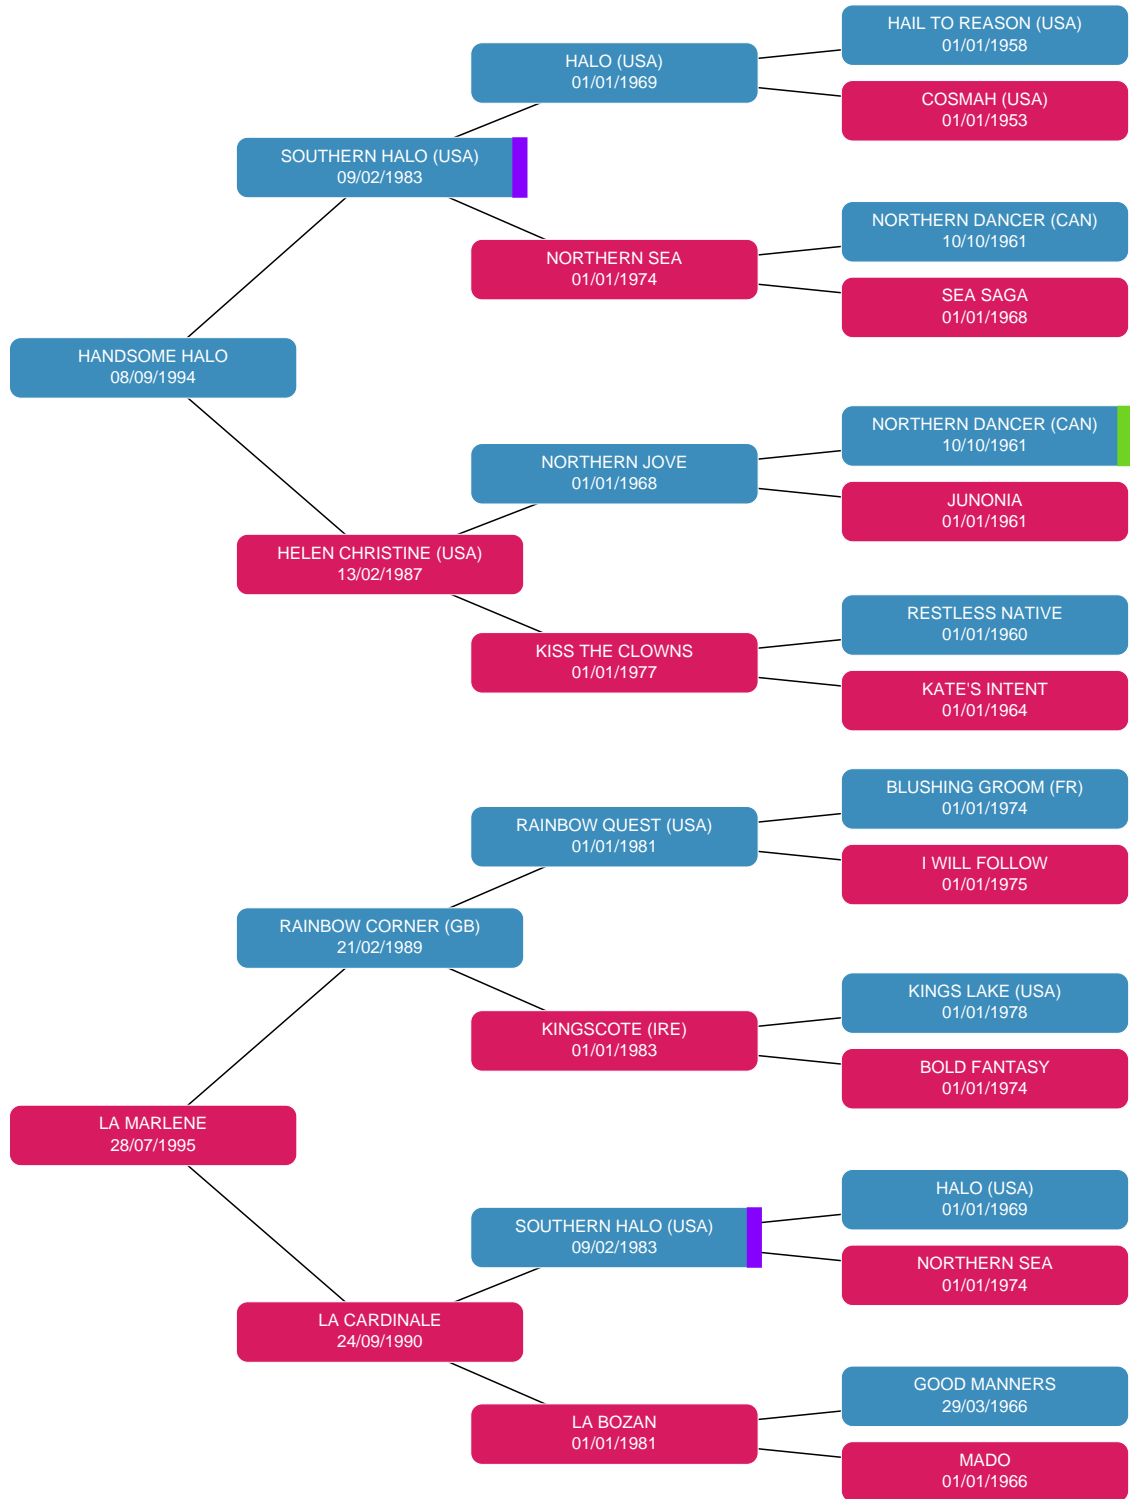 HAIL TO REASON (USA)
01/01/1958
HALO (USA)
01/01/1969
COSMAH (USA)
01/01/1953
SOUTHERN HALO (USA)
09/02/1983
NORTHERN DANCER (CAN)
10/10/1961
NORTHERN SEA
01/01/1974
SEA SAGA
01/01/1968
HANDSOME HALO
08/09/1994
NORTHERN DANCER (CAN)
10/10/1961
NORTHERN JOVE
01/01/1968
JUNONIA
01/01/1961
HELEN CHRISTINE (USA)
13/02/1987
RESTLESS NATIVE
01/01/1960
KISS THE CLOWNS
01/01/1977
KATE'S INTENT
01/01/1964
BLUSHING GROOM (FR)
01/01/1974
RAINBOW QUEST (USA)
01/01/1981
I WILL FOLLOW
01/01/1975
RAINBOW CORNER (GB)
21/02/1989
KINGS LAKE (USA)
01/01/1978
KINGSCOTE (IRE)
01/01/1983
BOLD FANTASY
01/01/1974
LA MARLENE
28/07/1995
HALO (USA)
01/01/1969
SOUTHERN HALO (USA)
09/02/1983
NORTHERN SEA
01/01/1974
LA CARDINALE
24/09/1990
GOOD MANNERS
29/03/1966
LA BOZAN
01/01/1981
MADO
01/01/1966